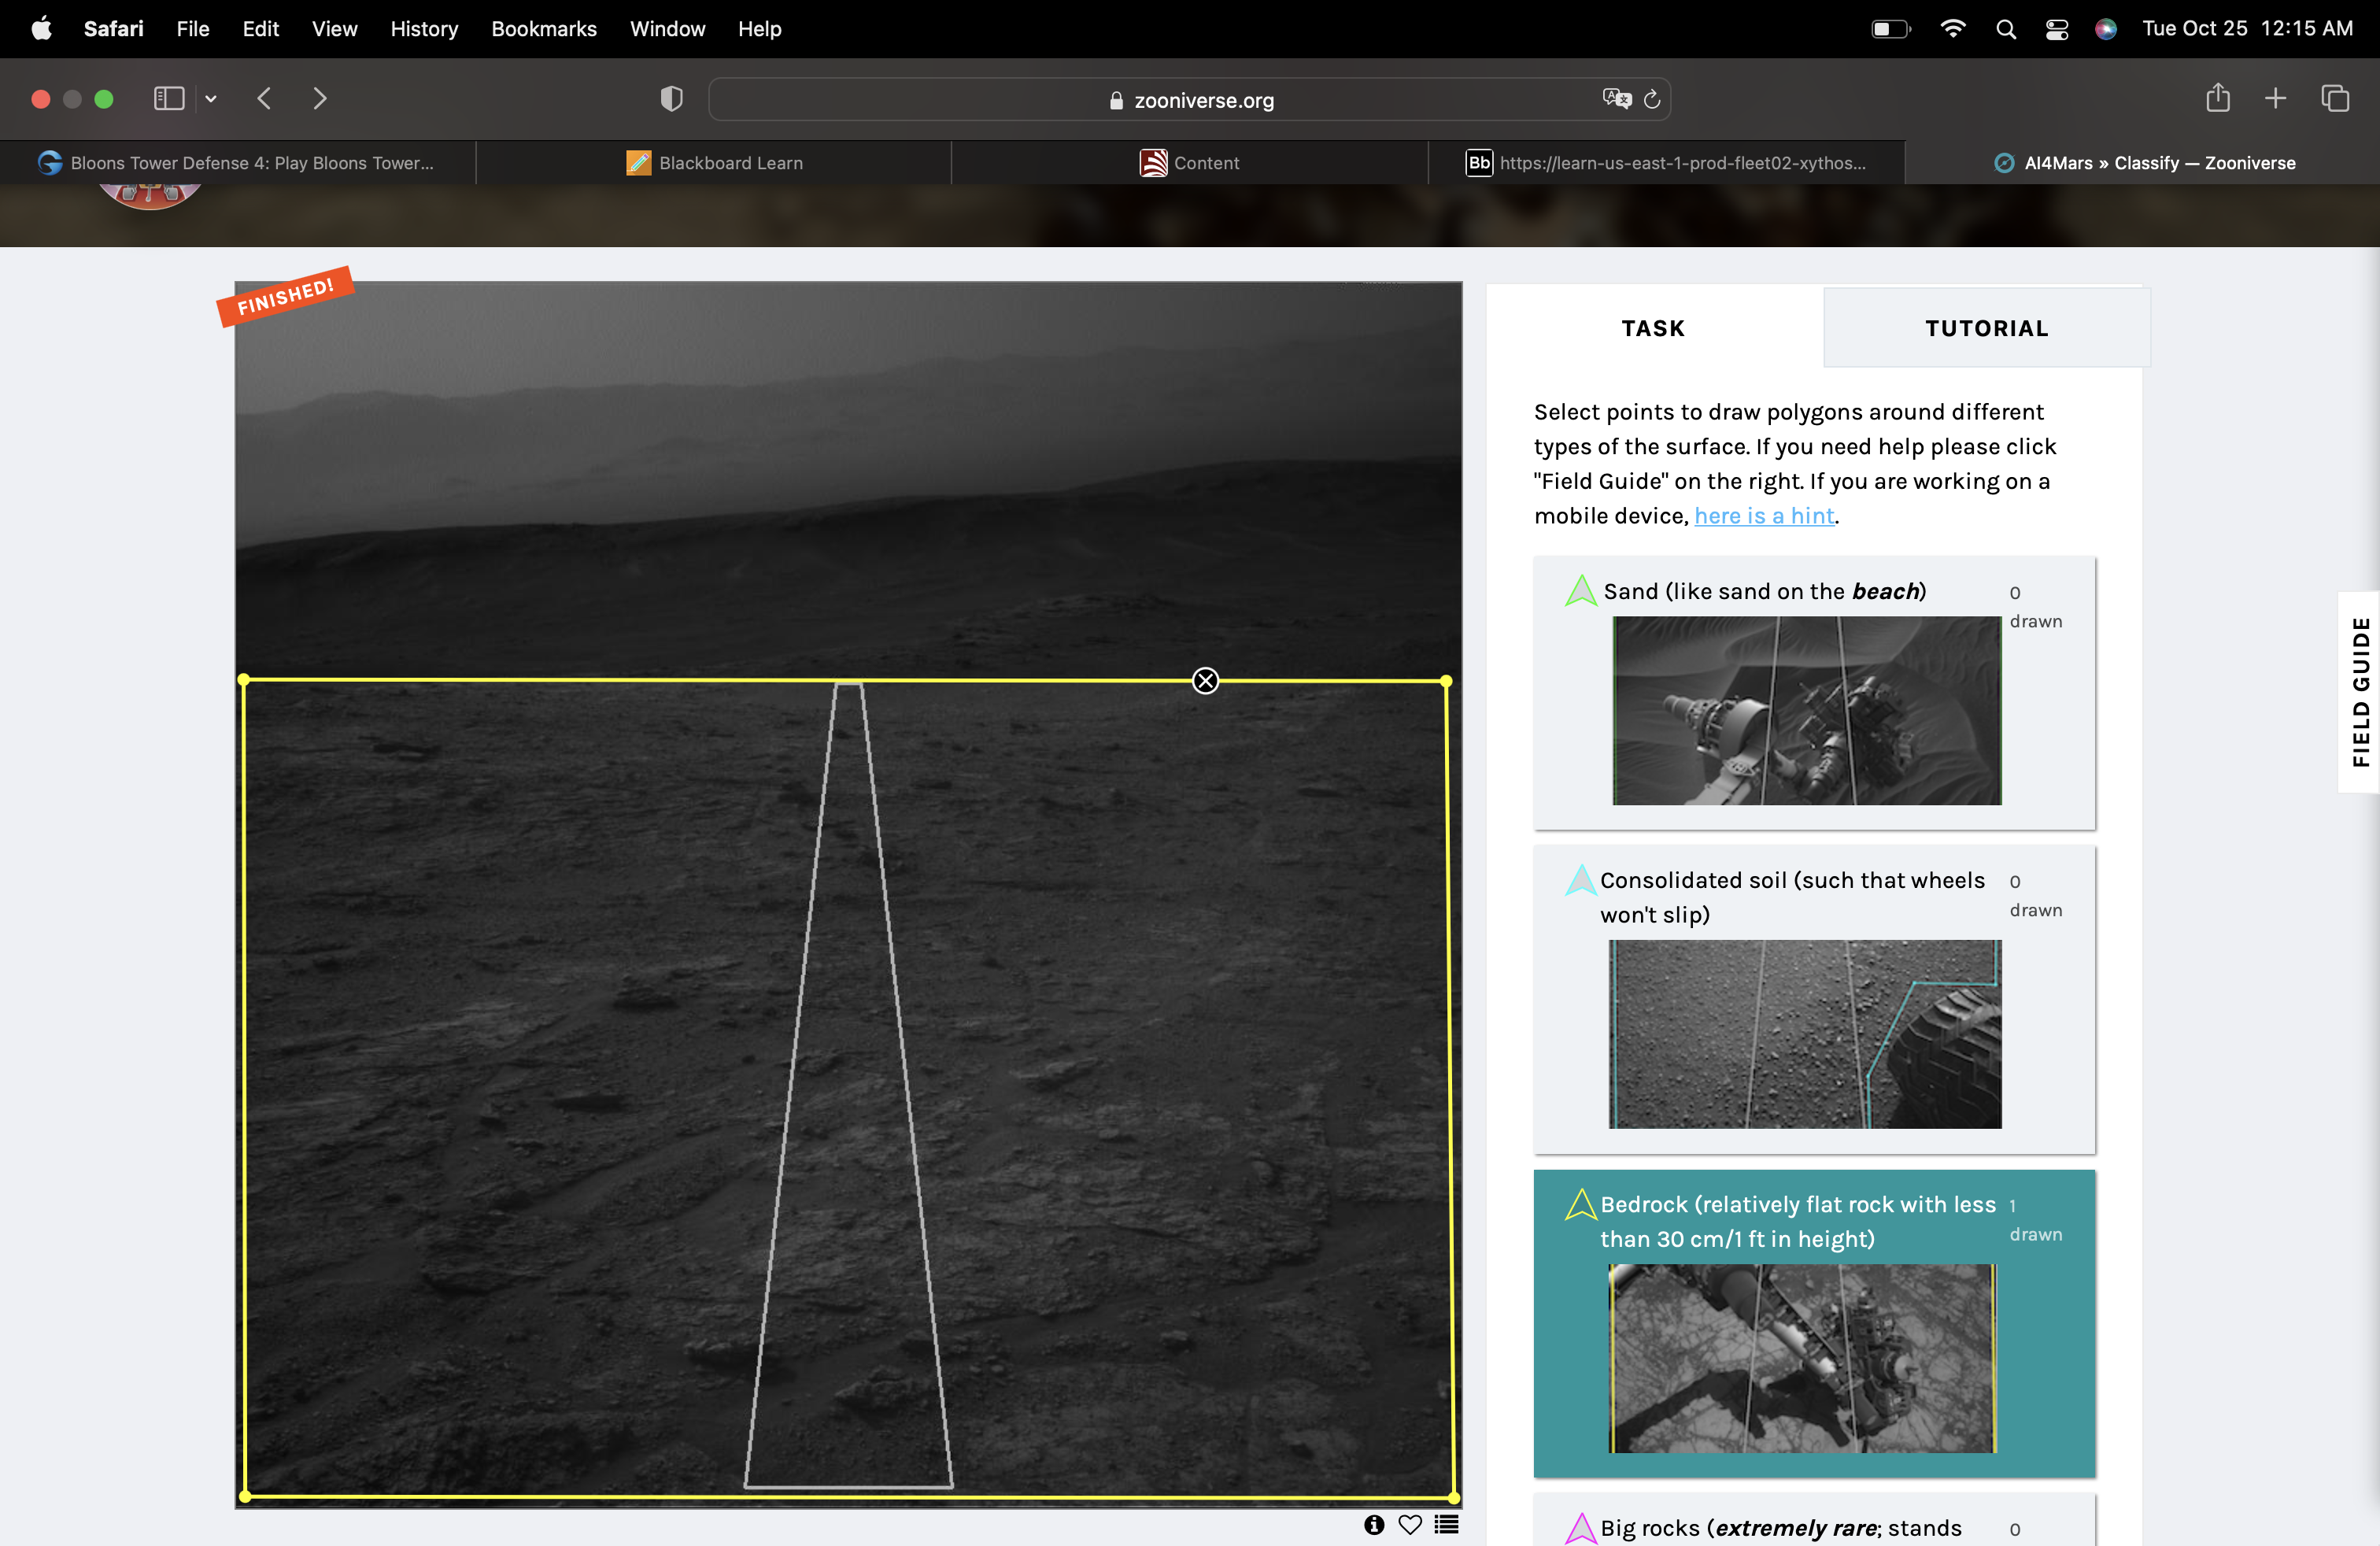 Safari File Edit View History Bookmarks Window Help Tue Oct 25 12:15 AM
zooniverse.org
Bloons Tower Defense 4: Play Bloons Tower...
Blackboard Learn
Content
Bb https://learn-us-east-1-prod-fleet02-xythos...
AI4Mars » Classify — Zooniverse
FINISHED!
TASK
TUTORIAL
Select points to draw polygons around different
types of the surface. If you need help please click
"Field Guide" on the right. If you are working on a
mobile device, here is a hint.
Sand (like sand on the beach)
0
drawn
Consolidated soil (such that wheels
won't slip)
0
drawn
Bedrock (relatively flat rock with less
than 30 cm/1 ft in height)
1
drawn
Big rocks (extremely rare; stands
0
FIELD GUIDE